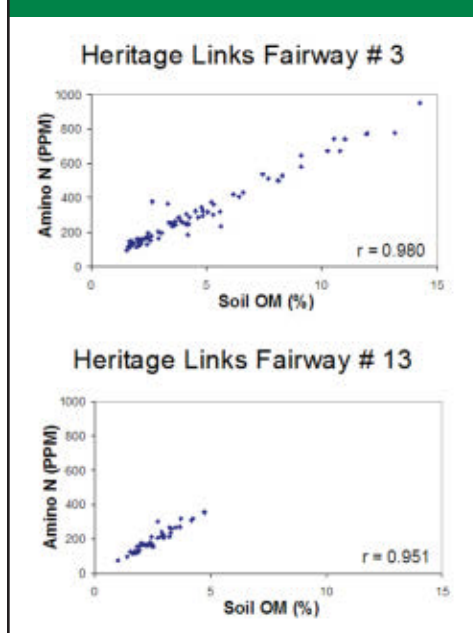 Heritage Links Fairway # 3
1000
800
600
400
200
0
Amino N (PPM)
r = 0.980
0 5 10 15
Soil OM (%)
Heritage Links Fairway # 13
1000
800
600
400
200
0
Amino N (PPM)
r = 0.951
0 5 10 15
Soil OM (%)